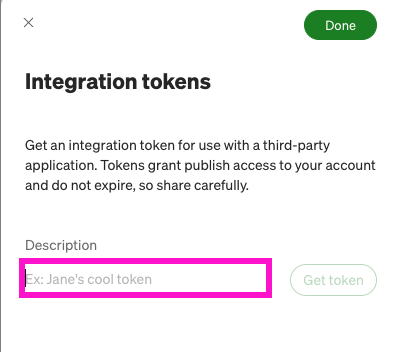 Done
Integration tokens
Get an integration token for use with a third-party
application. Tokens grant publish access to your account
and do not expire, so share carefully.
Description
Ex: Jane's cool token
Get token